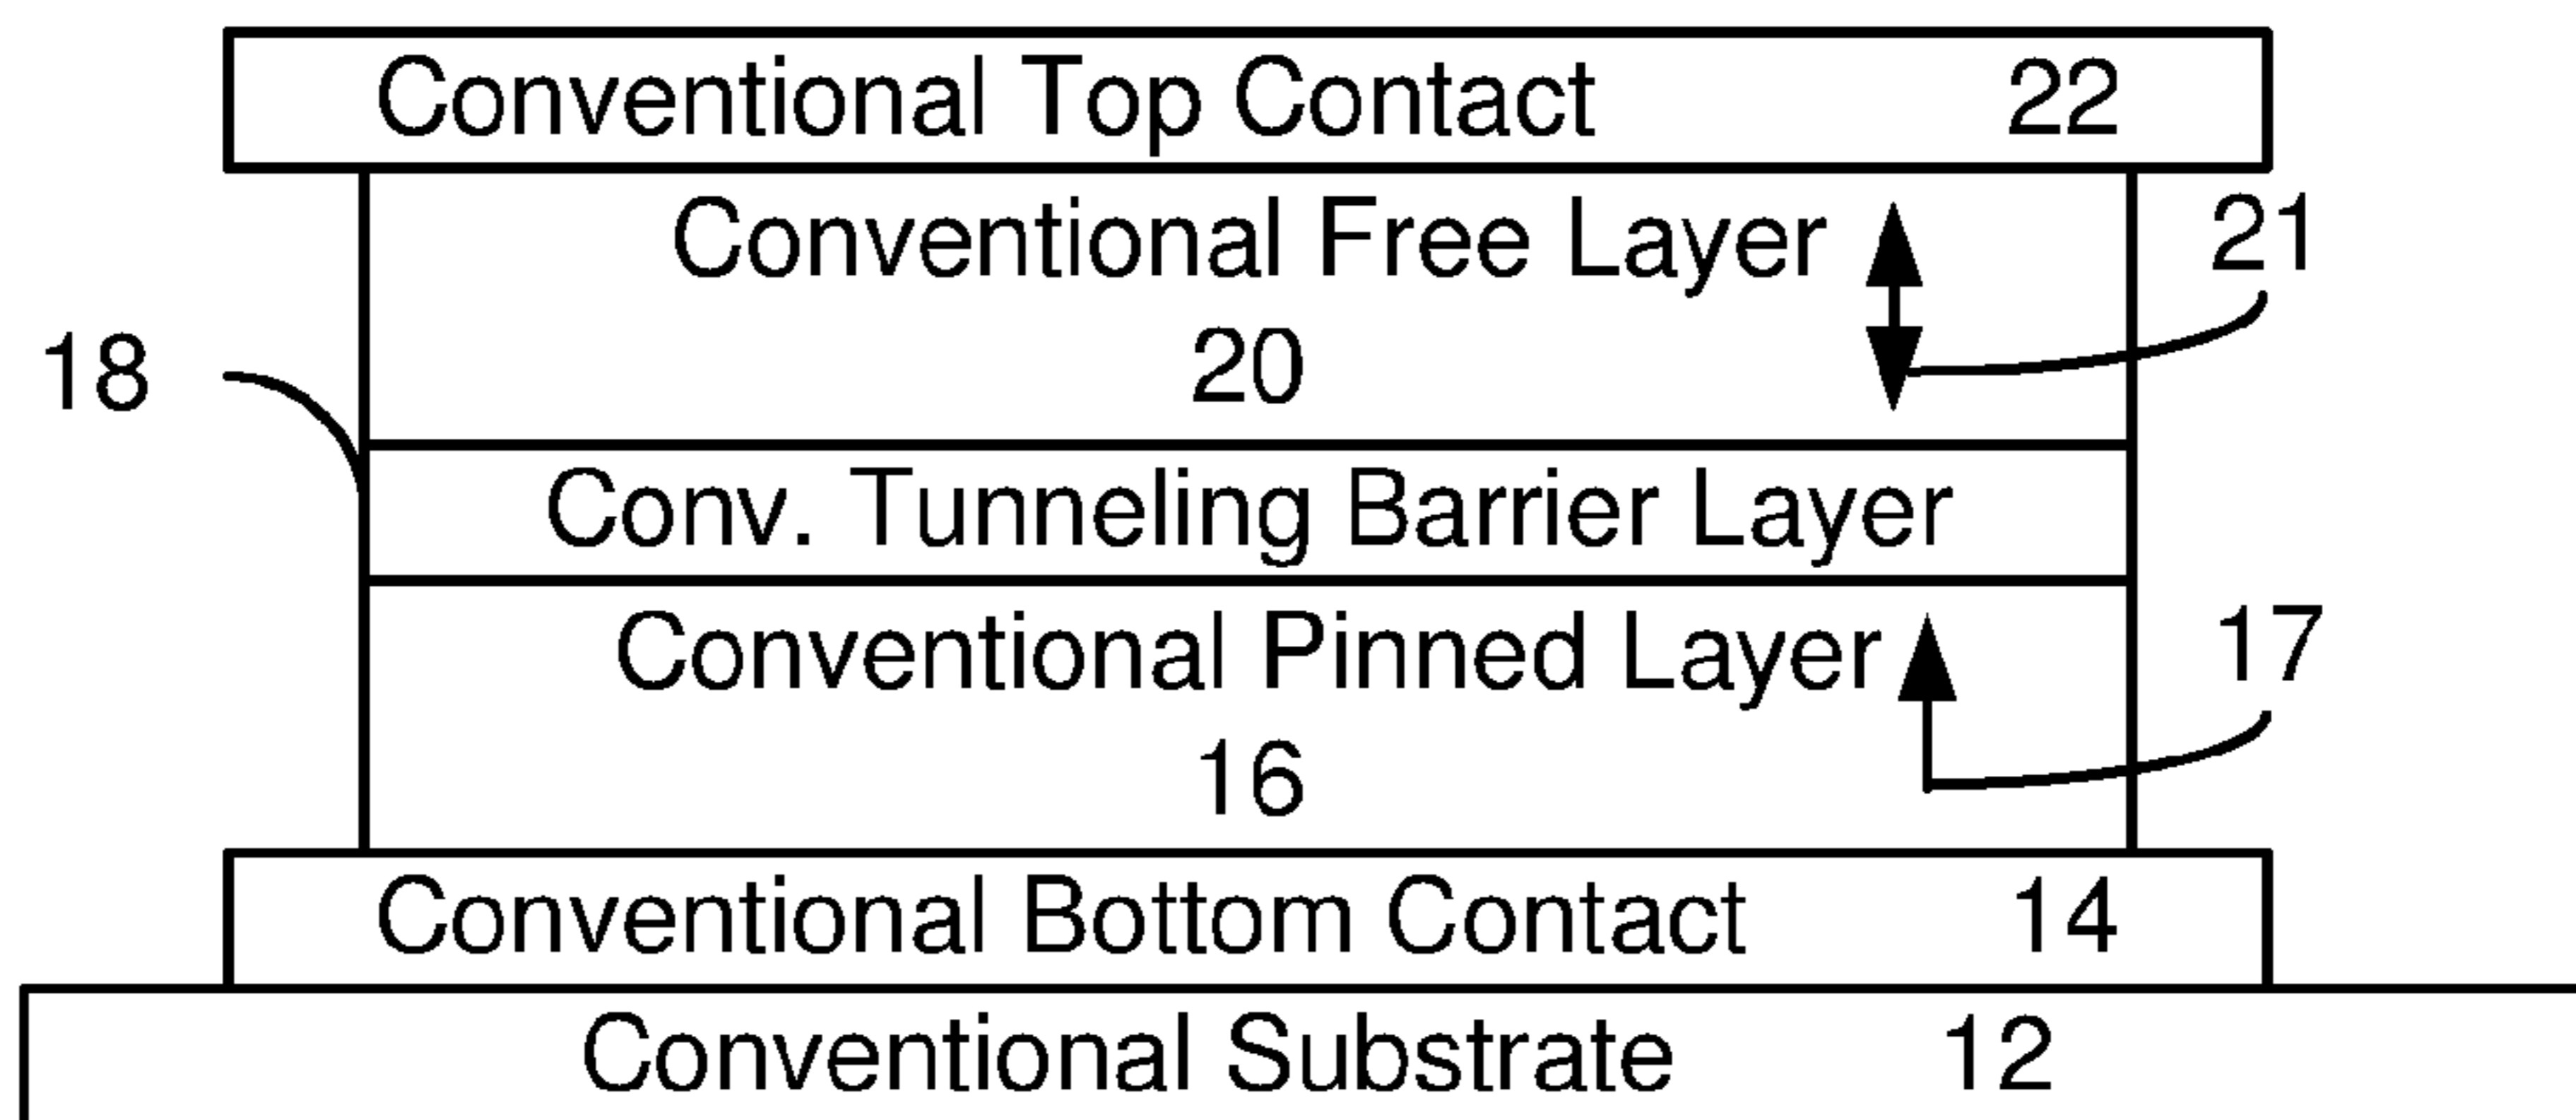 Conventional Top Contact 22
Conventional Free Layer 21
20
18
Conv. Tunneling Barrier Layer
Conventional Pinned Layer 17
16
Conventional Bottom Contact 14
Conventional Substrate 12